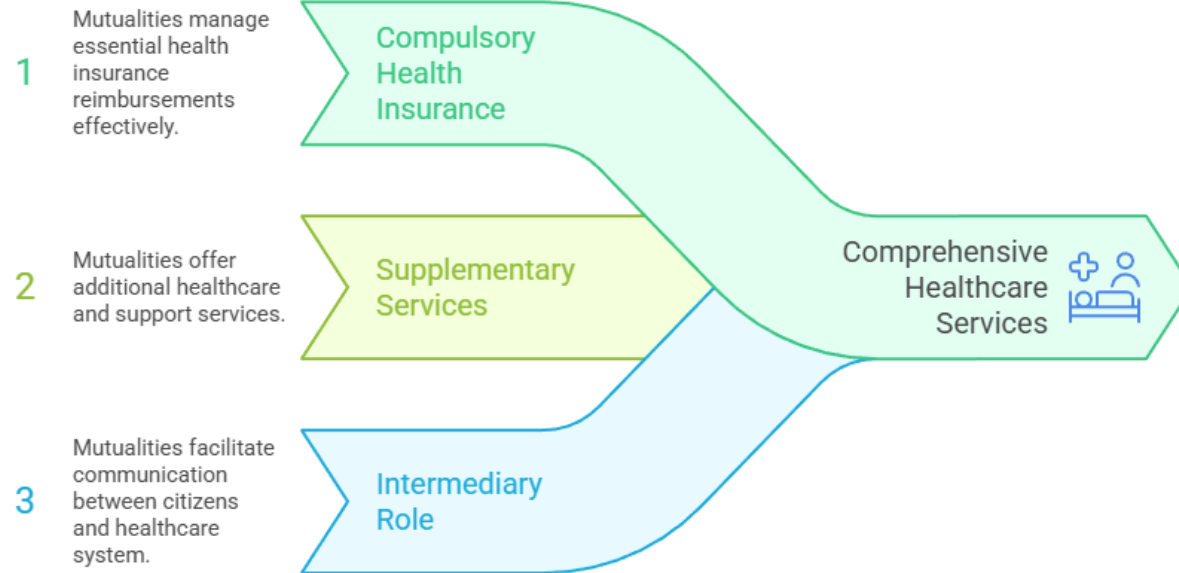 1
Mutualities manage
essential health
insurance
reimbursements
effectively.
Compulsory
Health
Insurance
2
Mutualities offer
additional healthcare
and support services.
Supplementary
Services
Comprehensive
Healthcare
Services
3
Mutualities facilitate
communication
between citizens
and healthcare
system.
Intermediary
Role